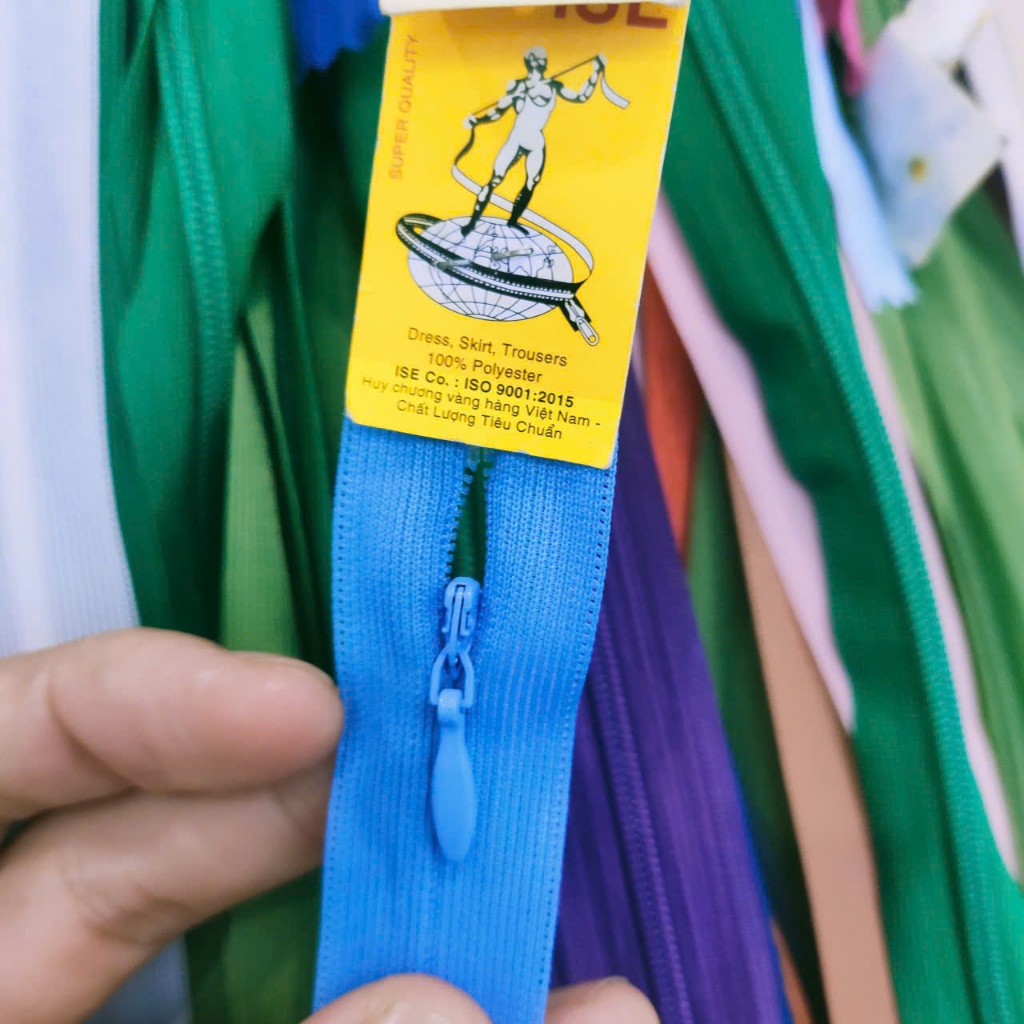 ISE
SUPER QUALITY
Dress, Skirt, Trousers
100% Polyester
ISE Co. : ISO 9001:2015
Huy chương vàng hàng Việt Nam -
Chất Lượng Tiêu Chuẩn